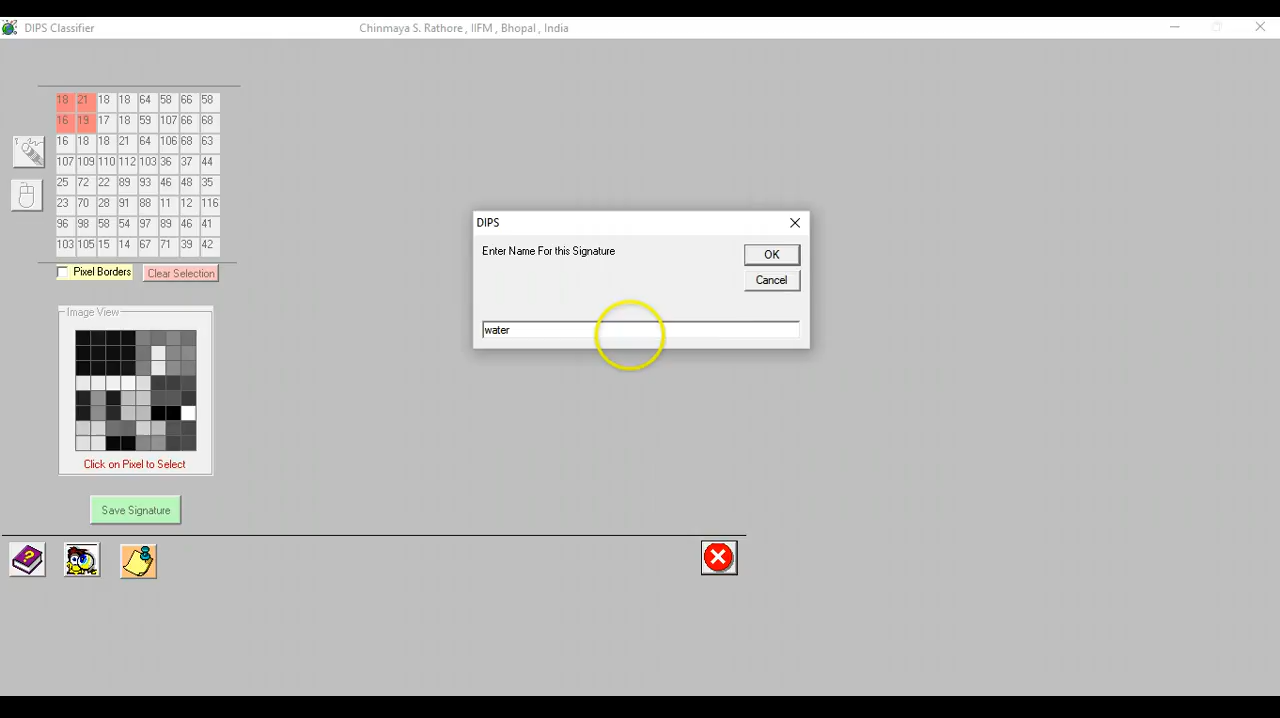 DIPS Classifier
Chinmaya S. Rathore , IIFM , Bhopal , India
18 21 18 18 64 58 66 58
16 19 17 18 59 107 66 68
16 18 18 21 64 106 68 63
107 109 110 112 103 36 37 44
25 72 22 89 93 46 48 35
23 70 28 91 88 11 12 116
96 98 58 54 97 89 46 41
103 105 15 14 67 71 39 42
Pixel Borders
Clear Selection
Image View
Click on Pixel to Select
Save Signature
DIPS
Enter Name For this Signature
OK
Cancel
water